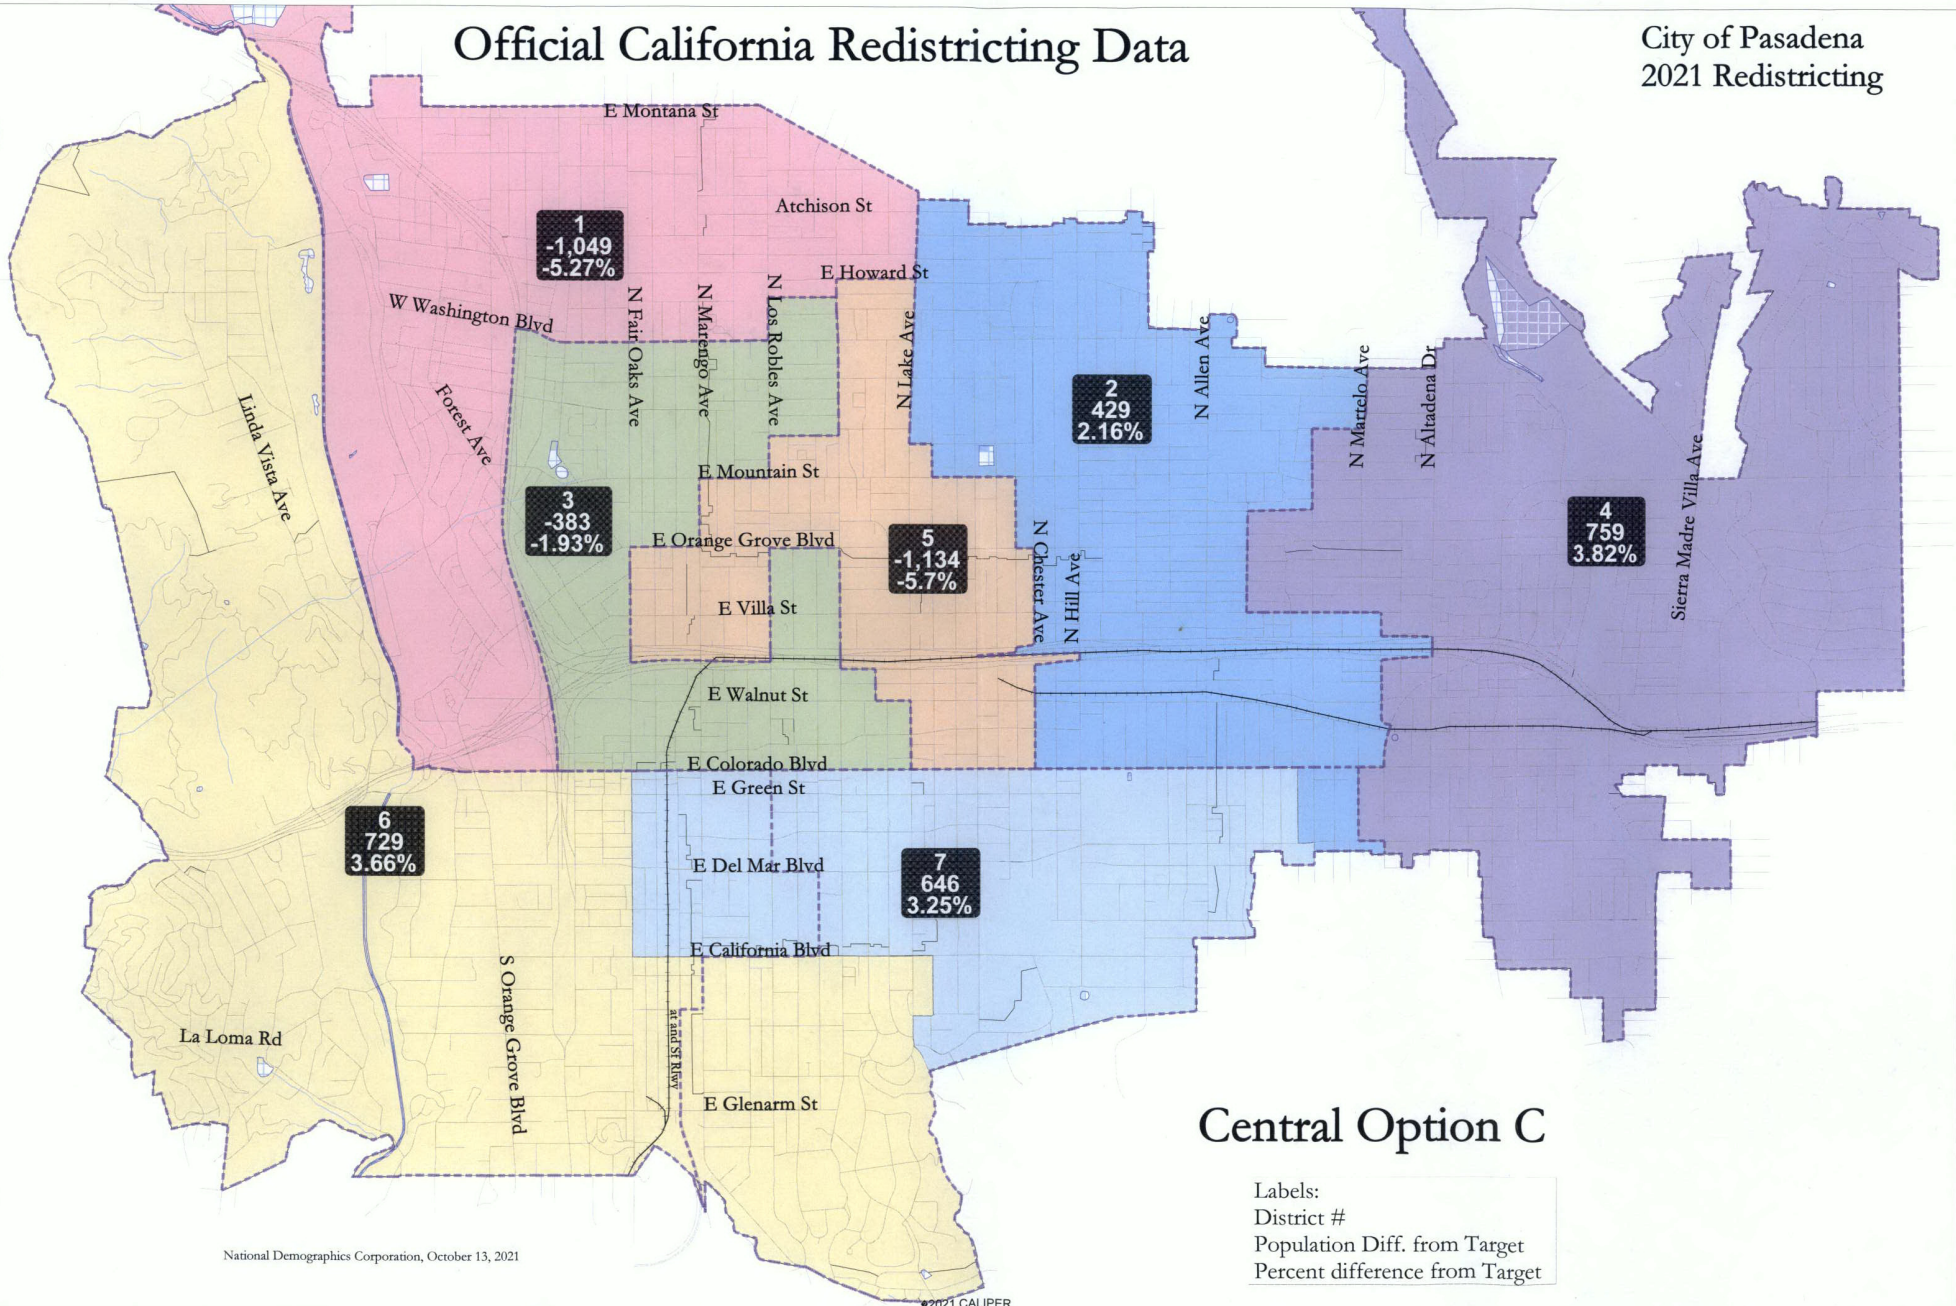 Official California Redistricting Data
City of Pasadena
2021 Redistricting
E Montana St
Atchison St
1
-1,049
-5.27%
E Howard St
W Washington Blvd
N Fair Oaks Ave
N Marengo Ave
N Los Robles Ave
N Lake Ave
N Allen Ave
N Martelo Ave
N Altadena Dr
Sierra Madre Villa Ave
Linda Vista Ave
Forest Ave
2
429
2.16%
E Mountain St
3
-383
-1.93%
E Orange Grove Blvd
5
-1,134
-5.7%
4
759
3.82%
N Chester Ave
N Hill Ave
E Villa St
E Walnut St
E Colorado Blvd
E Green St
6
729
3.66%
E Del Mar Blvd
7
646
3.25%
E California Blvd
S Orange Grove Blvd
La Loma Rd
at and Sf Rlwy
E Glenarm St
Central Option C
Labels:
District #
Population Diff. from Target
Percent difference from Target
National Demographics Corporation, October 13, 2021
©2021 CALIPER